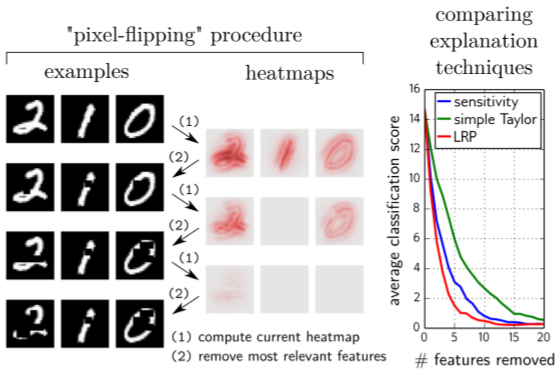 "pixel-flipping" procedure
examples
heatmaps
(1)
(2)
(1)
(2)
(1)
(2)
(1) compute current heatmap
(2) remove most relevant features
comparing
explanation
techniques
sensitivity
simple Taylor
LRP
average classification score
16
14
12
10
8
6
4
2
0
0 5 10 15 20
# features removed